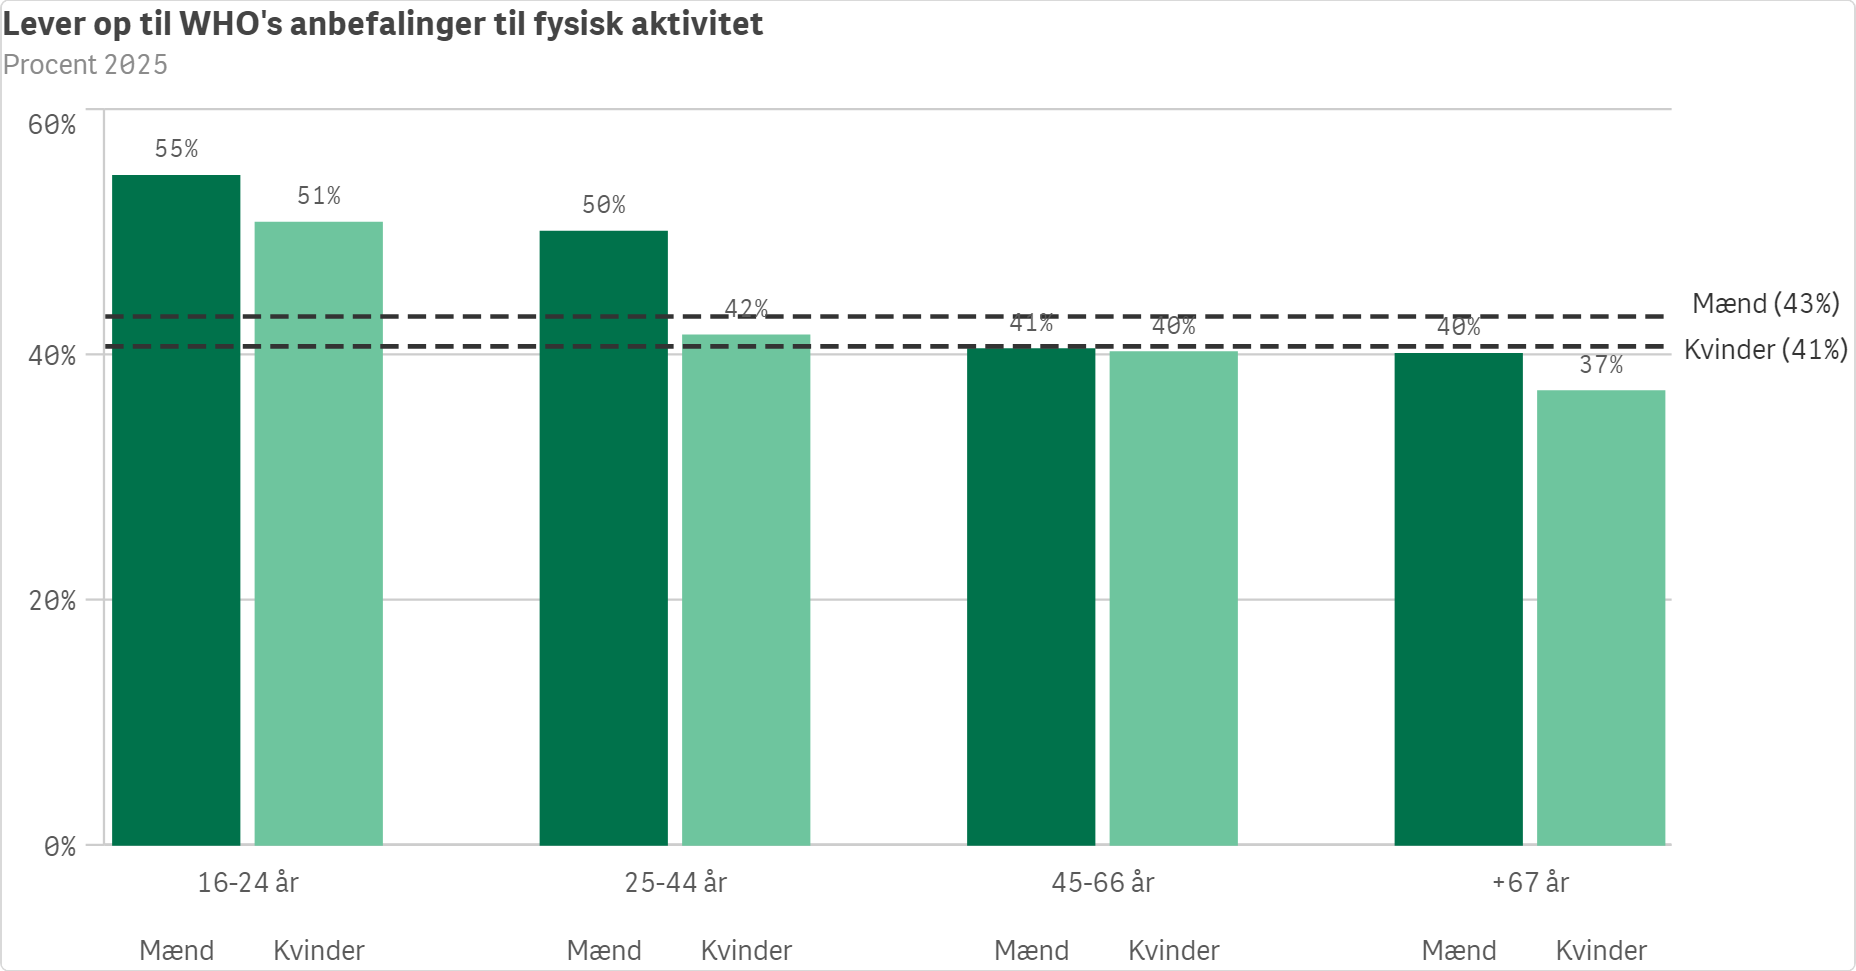 Lever op til WHO's anbefalinger til fysisk aktivitet
Procent 2025
60%
40%
20%
0%
55%
51%
50%
42%
41%
40%
40%
37%
Mænd (43%)
Kvinder (41%)
16-24 år
25-44 år
45-66 år
+67 år
Mænd
Kvinder
Mænd
Kvinder
Mænd
Kvinder
Mænd
Kvinder